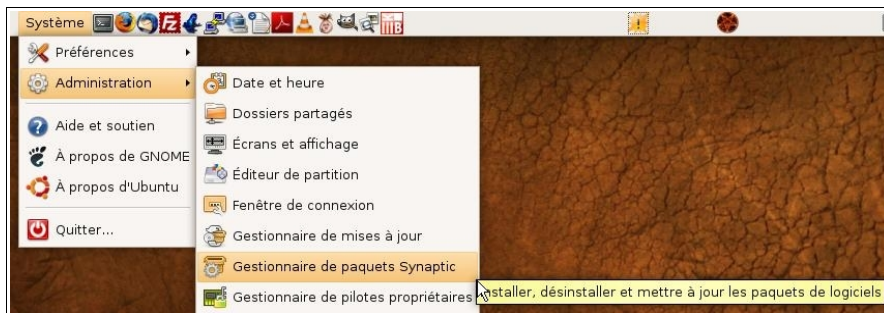 Système
Préférences
Administration
Aide et soutien
À propos de GNOME
À propos d'Ubuntu
Quitter...
Date et heure
Dossiers partagés
Écrans et affichage
Éditeur de partition
Fenêtre de connexion
Gestionnaire de mises à jour
Gestionnaire de paquets Synaptic
Gestionnaire de pilotes propriétaires
nstaller, désinstaller et mettre à jour les paquets de logiciels